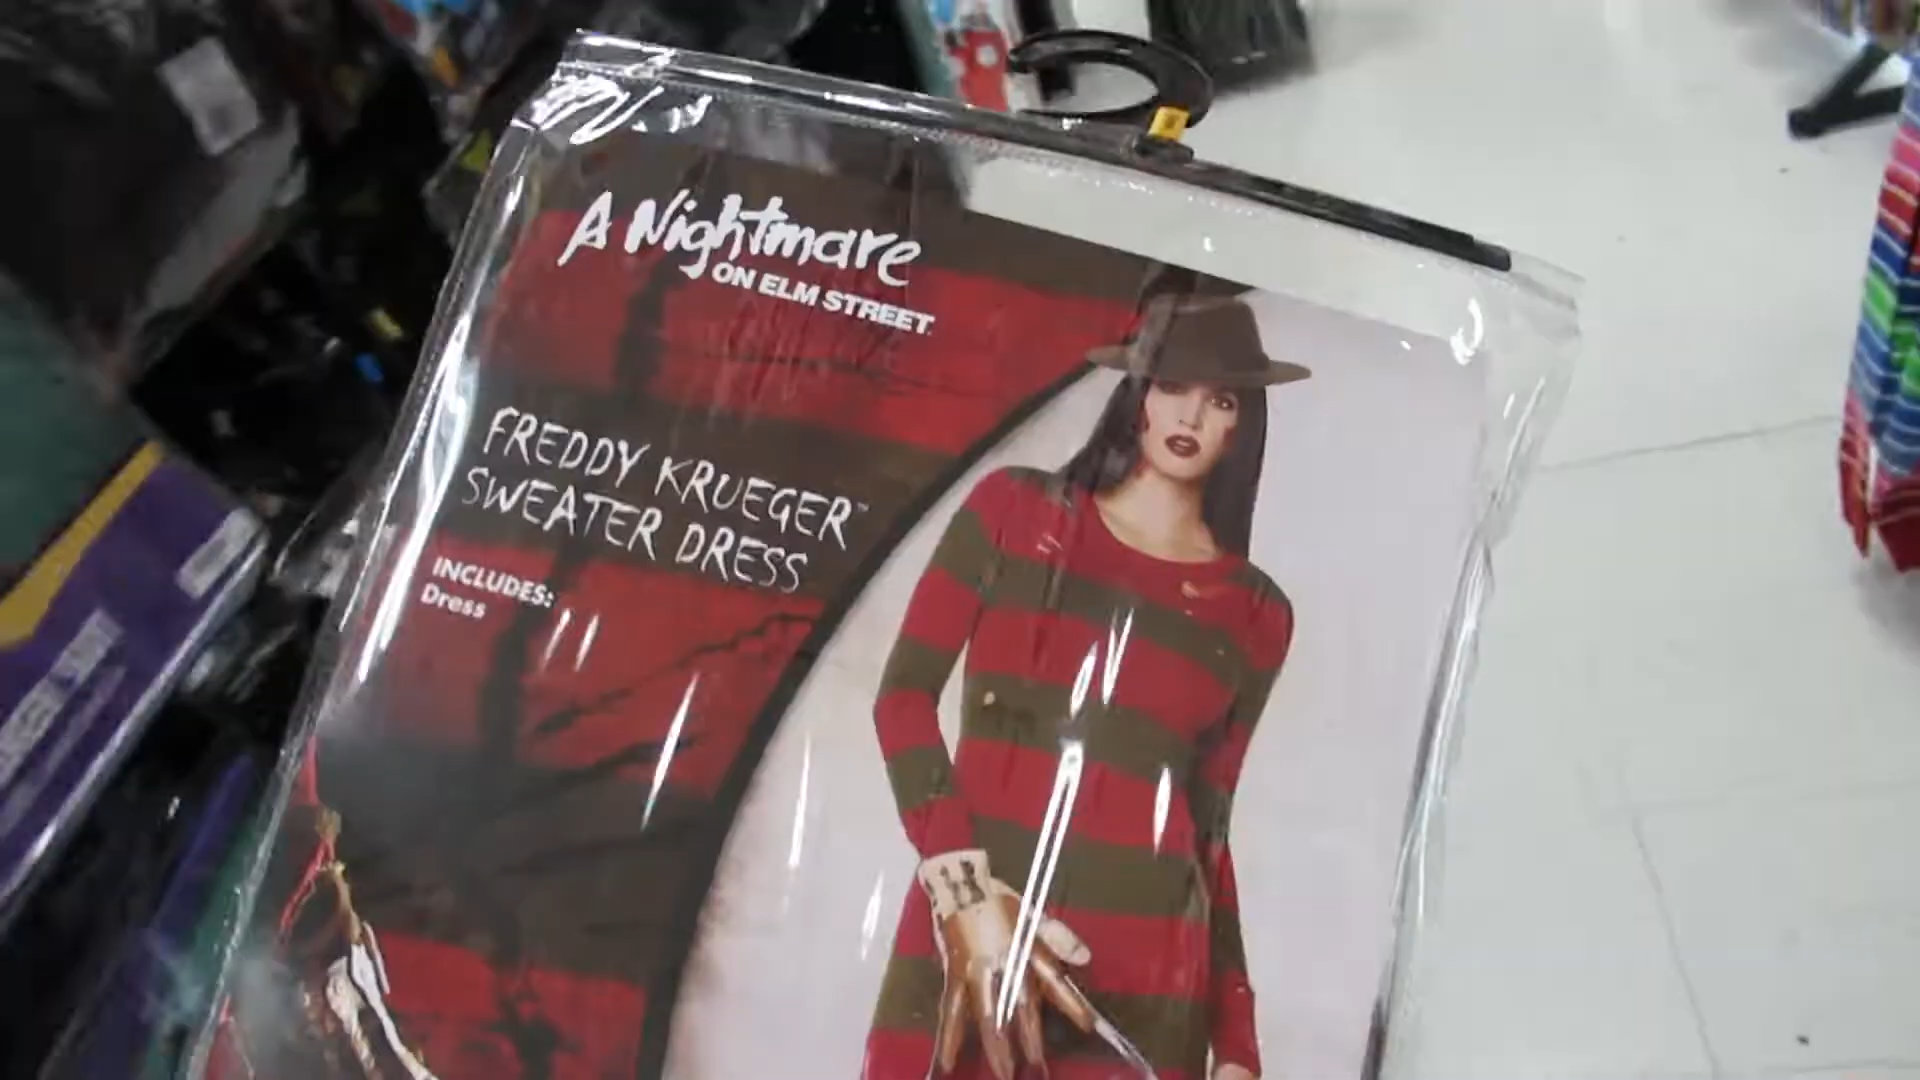 A Nightmare
ON ELM STREET
FREDDY KRUEGER™
SWEATER DRESS
INCLUDES:
Dress